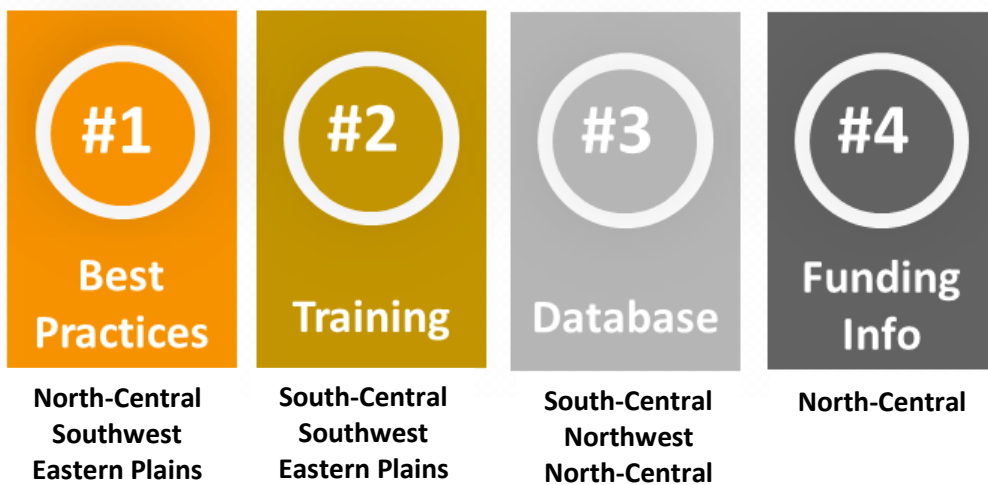 #1
Best
Practices
North-Central
Southwest
Eastern Plains
#2
Training
South-Central
Southwest
Eastern Plains
#3
Database
South-Central
Northwest
North-Central
#4
Funding
Info
North-Central